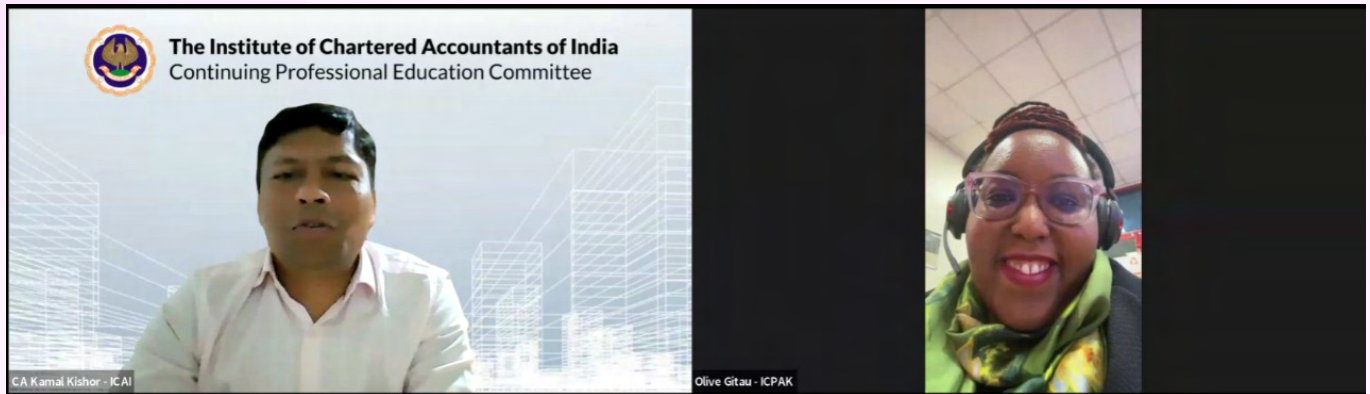 The Institute of Chartered Accountants of India
Continuing Professional Education Committee
CA Kamal Kishor - ICAI
Olive Gitau - ICPAK